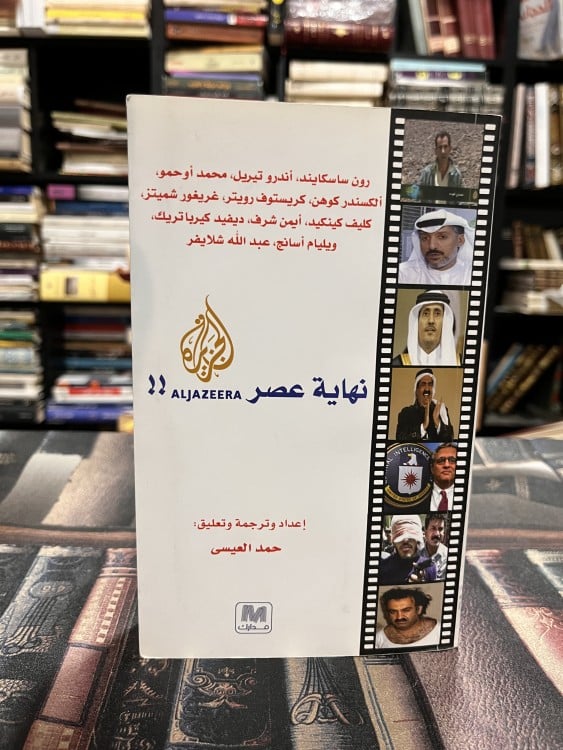 رون ساسكايند، أندرو تيريل، محمد أوحمو،
ألكسندر كوهن، كريستوف رويتر، غريغور شميتز،
كليف كينكيد، أيمن شرف، ديفيد كيرباتريك،
ويليام أسانج، عبد الله شلايفر
الجزيرة
نهاية عصر ALJAZEERA !!
إعداد وترجمة وتعليق:
حمد العيسى
مدارك
INTELLIGENCE